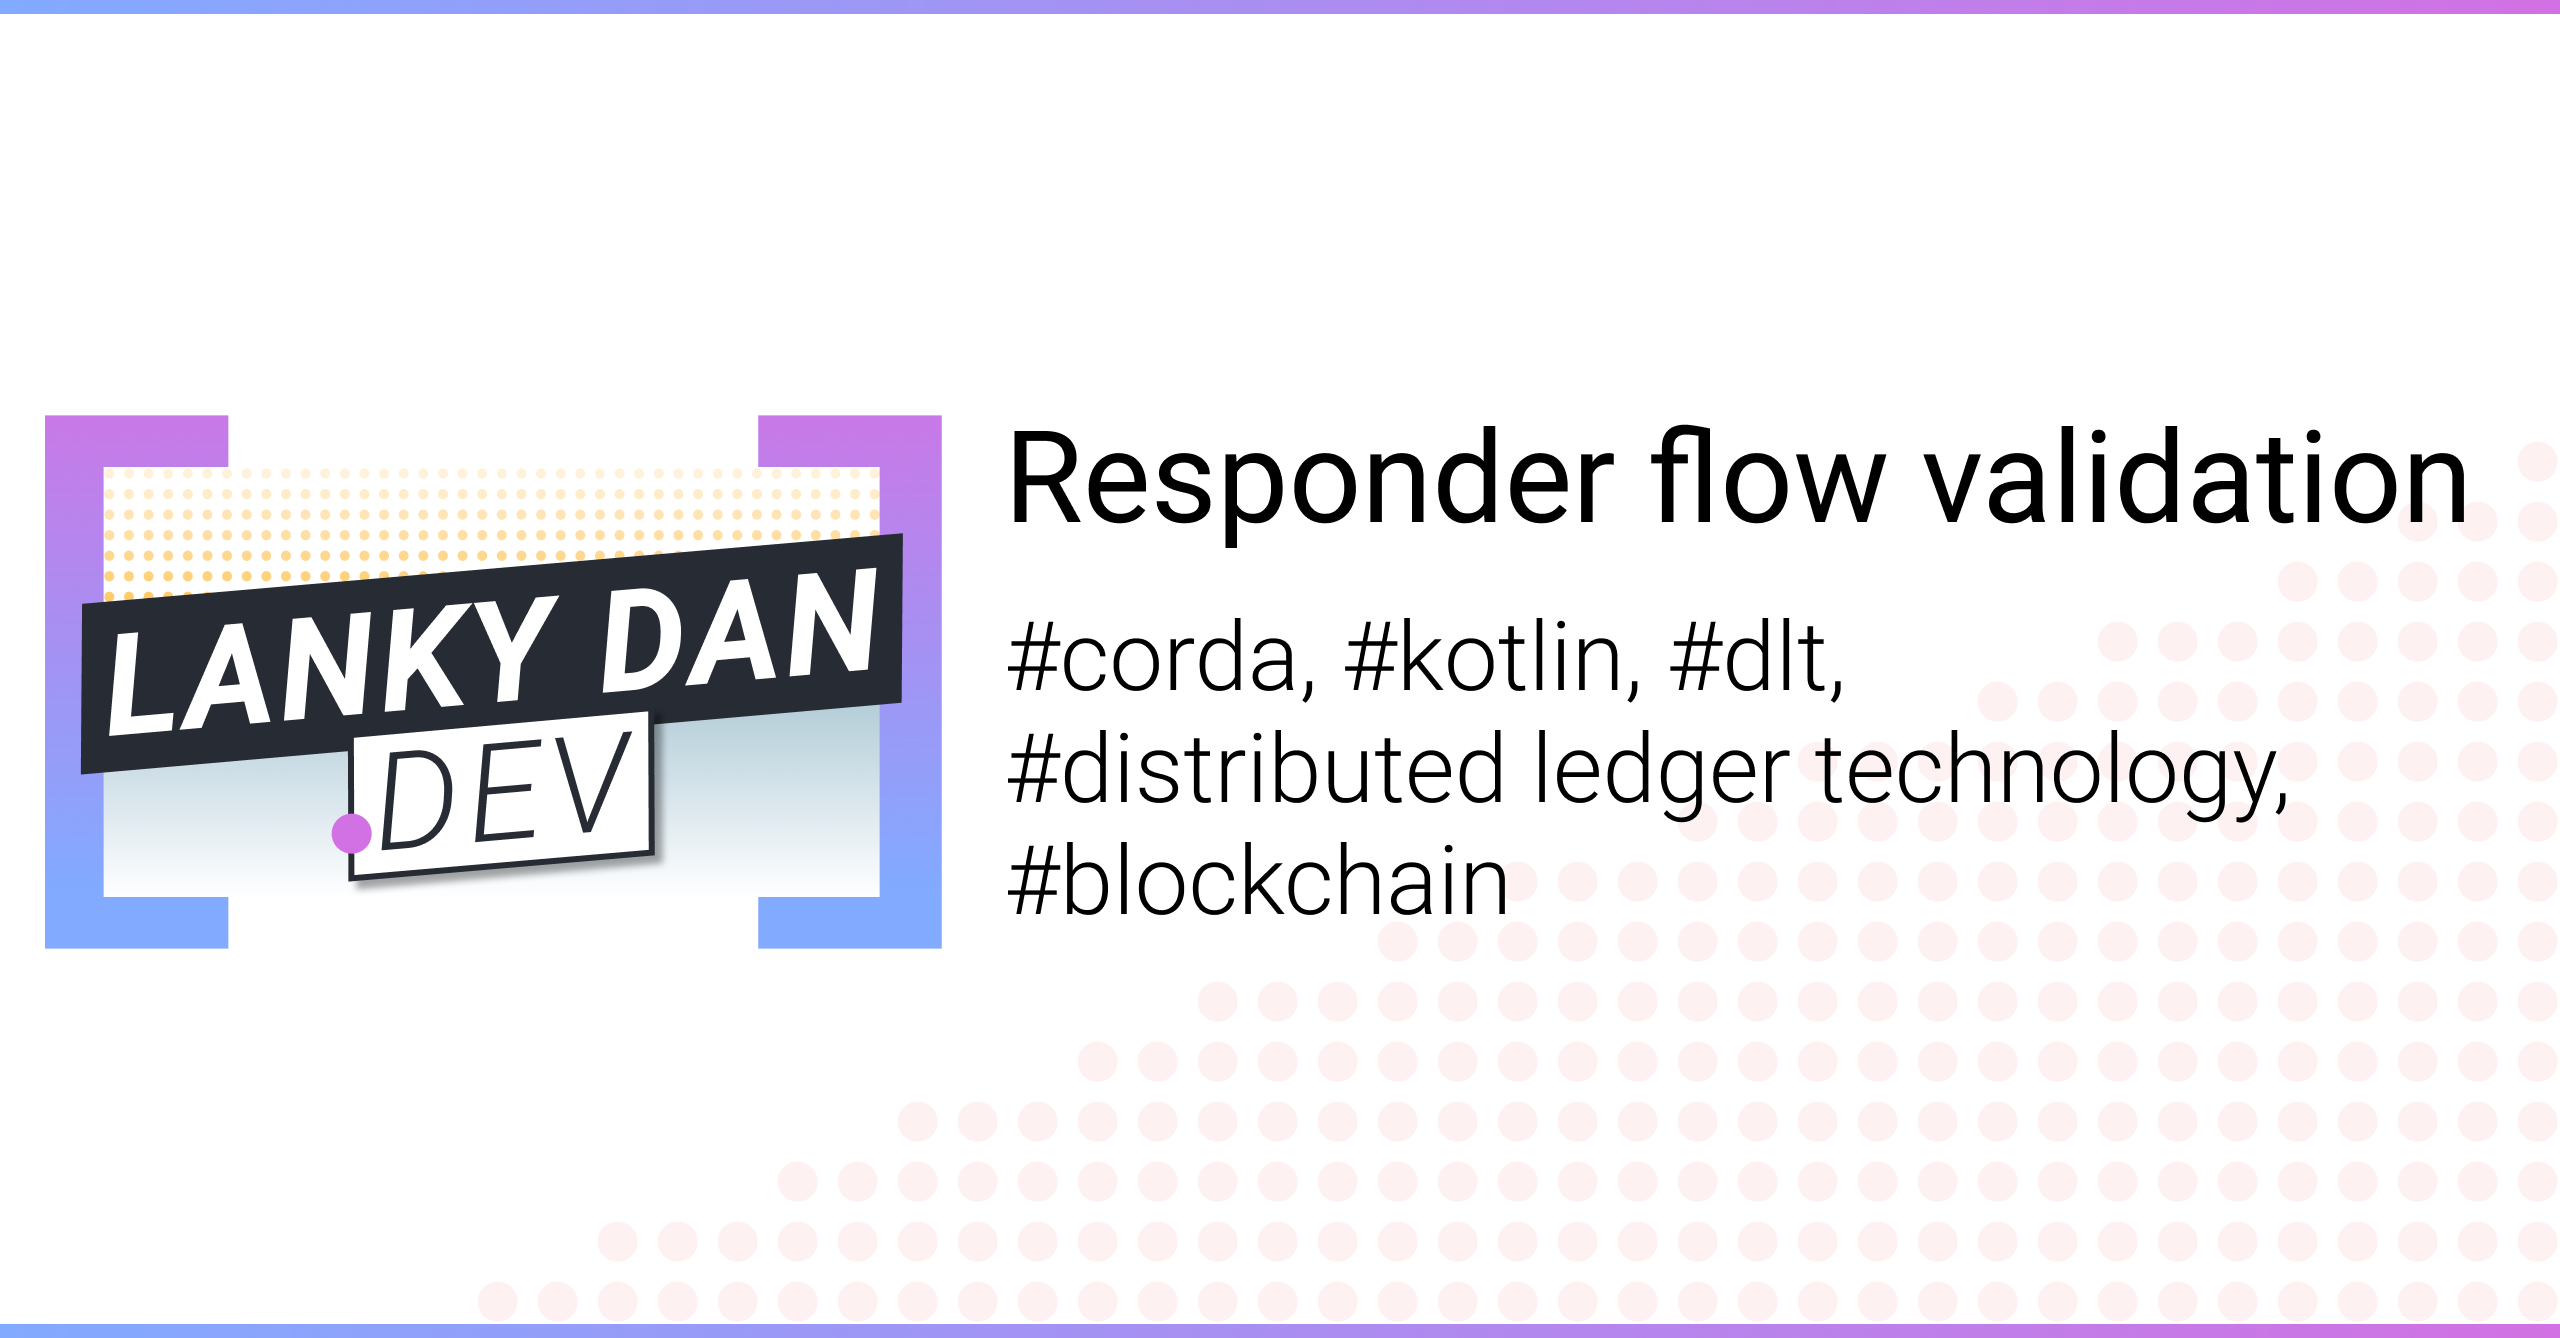 LANKY DAN
.DEV
Responder flow validation
#corda, #kotlin, #dlt,
#distributed ledger technology,
#blockchain